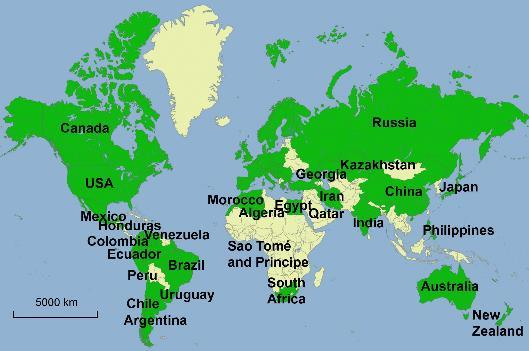 Canada
Russia
USA
Georgia
Kazakhstan
China
Japan
Iran
Morocco
Algeria
Egypt
Qatar
India
Philippines
Mexico
Honduras
Venezuela
Colombia
Ecuador
Peru
Brazil
Sao Tomé
and Principe
South
Africa
Uruguay
Chile
Argentina
Australia
New
Zealand
5000 km